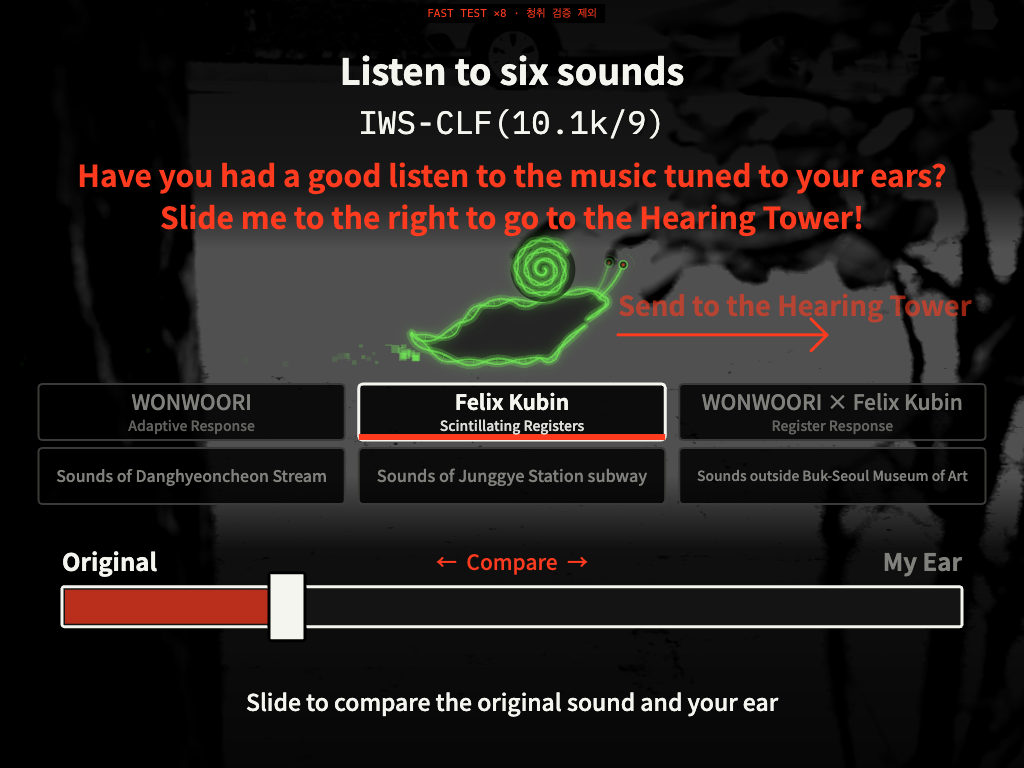 FAST TEST ×8 · 청취 검증 제외
Listen to six sounds
IWS-CLF(10.1k/9)
Have you had a good listen to the music tuned to your ears?
Slide me to the right to go to the Hearing Tower!
Send to the Hearing Tower
WONWOORI
Adaptive Response
Felix Kubin
Scintillating Registers
WONWOORI × Felix Kubin
Register Response
Sounds of Danghyeoncheon Stream
Sounds of Junggye Station subway
Sounds outside Buk-Seoul Museum of Art
Original
← Compare →
My Ear
Slide to compare the original sound and your ear